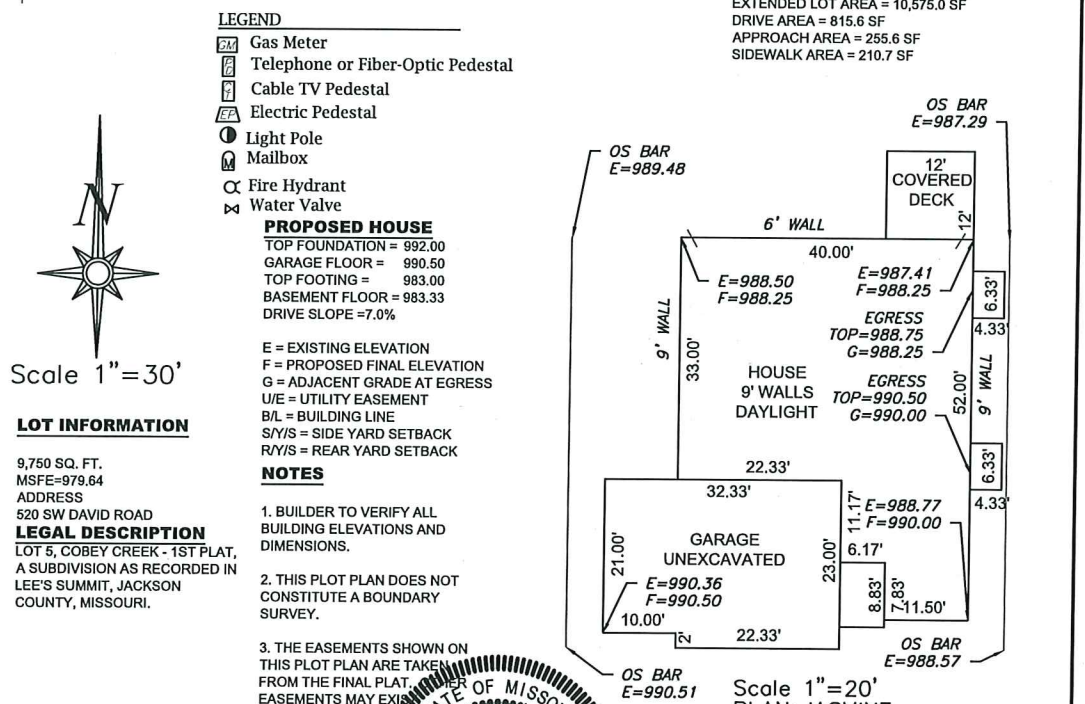 LEGEND
GM Gas Meter
P/C Telephone or Fiber-Optic Pedestal
CT Cable TV Pedestal
EP Electric Pedestal
Light Pole
M Mailbox
Fire Hydrant
Water Valve
EXTENDED LOT AREA = 10,575.0 SF
DRIVE AREA = 815.6 SF
APPROACH AREA = 255.6 SF
SIDEWALK AREA = 210.7 SF
N
Scale 1"=30'
LOT INFORMATION
9,750 SQ. FT.
MSFE=979.64
ADDRESS
520 SW DAVID ROAD
LEGAL DESCRIPTION
LOT 5, COBEY CREEK - 1ST PLAT,
A SUBDIVISION AS RECORDED IN
LEE'S SUMMIT, JACKSON
COUNTY, MISSOURI.
PROPOSED HOUSE
TOP FOUNDATION = 992.00
GARAGE FLOOR = 990.50
TOP FOOTING = 983.00
BASEMENT FLOOR = 983.33
DRIVE SLOPE =7.0%
E = EXISTING ELEVATION
F = PROPOSED FINAL ELEVATION
G = ADJACENT GRADE AT EGRESS
U/E = UTILITY EASEMENT
B/L = BUILDING LINE
S/Y/S = SIDE YARD SETBACK
R/Y/S = REAR YARD SETBACK
NOTES
1. BUILDER TO VERIFY ALL
BUILDING ELEVATIONS AND
DIMENSIONS.
2. THIS PLOT PLAN DOES NOT
CONSTITUTE A BOUNDARY
SURVEY.
3. THE EASEMENTS SHOWN ON
THIS PLOT PLAN ARE TAKEN
FROM THE FINAL PLAT.
EASEMENTS MAY
OF MISSO
OS BAR
E=989.48
OS BAR
E=987.29
12'
COVERED
DECK
12'
6' WALL
40.00'
E=988.50
F=988.25
E=987.41
F=988.25
6.33'
4.33'
EGRESS
TOP=988.75
G=988.25
9' WALL
33.00'
HOUSE
9' WALLS
DAYLIGHT
EGRESS
TOP=990.50
G=990.00
52.00'
9' WALL
6.33'
4.33'
22.33'
32.33'
11.17'
E=988.77
F=990.00
GARAGE
UNEXCAVATED
21.00'
23.00'
6.17'
8.83'
7.83'
11.50'
E=990.36
F=990.50
10.00'
2'
22.33'
OS BAR
E=988.57
OS BAR
E=990.51
Scale 1"=20'